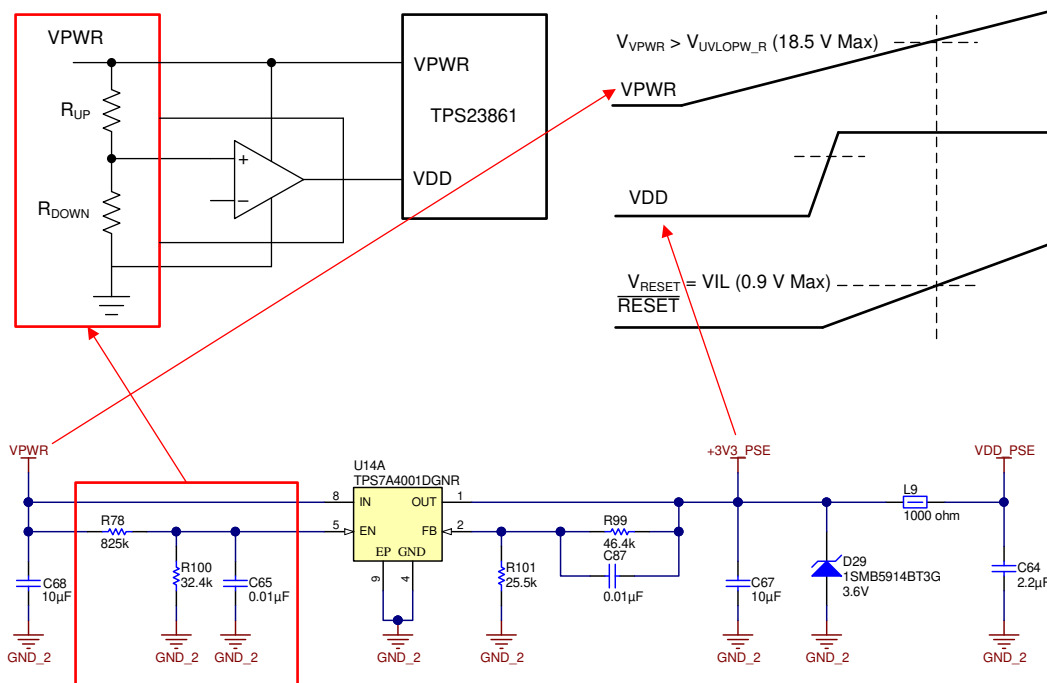 VPWR
R_UP
R_DOWN
+
−
VPWR
TPS23861
VDD
V_VPWR > V_UVLOPW_R (18.5 V Max)
VPWR
VDD
V_RESET = VIL (0.9 V Max)
RESET
VPWR
C68
10µF
GND_2
R78
825k
R100
32.4k
GND_2
C65
0.01µF
GND_2
U14A
TPS7A4001DGNR
8
IN
OUT
1
5
EN
FB
2
EP GND
9
4
GND_2
R101
25.5k
GND_2
R99
46.4k
C87
0.01µF
+3V3_PSE
C67
10µF
GND_2
D29
1SMB5914BT3G
3.6V
GND_2
L9
1000 ohm
VDD_PSE
C64
2.2µF
GND_2